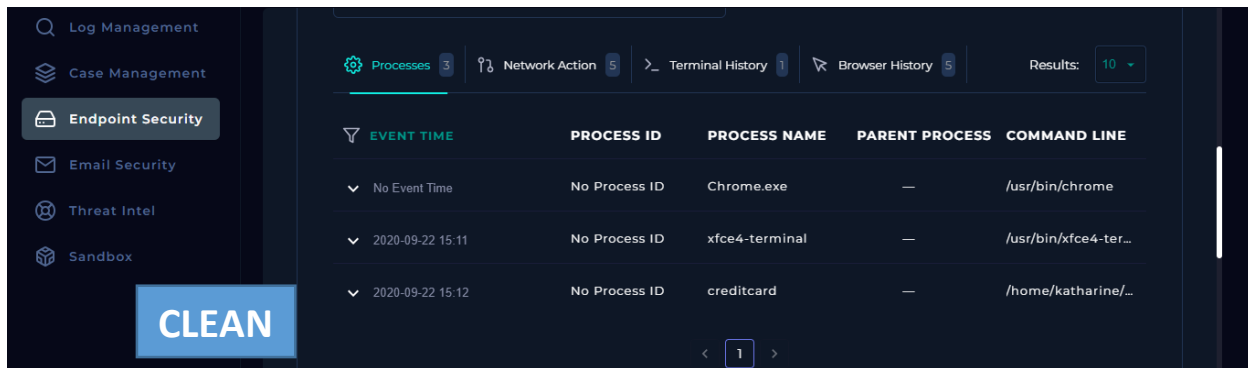 Log Management
Case Management
Endpoint Security
Email Security
Threat Intel
Sandbox
Processes 3 Network Action 5 >_ Terminal History 1 Browser History 5 Results: 10
EVENT TIME PROCESS ID PROCESS NAME PARENT PROCESS COMMAND LINE
No Event Time No Process ID Chrome.exe — /usr/bin/chrome
2020-09-22 15:11 No Process ID xfce4-terminal — /usr/bin/xfce4-ter...
2020-09-22 15:12 No Process ID creditcard — /home/katharine/...
CLEAN
< 1 >